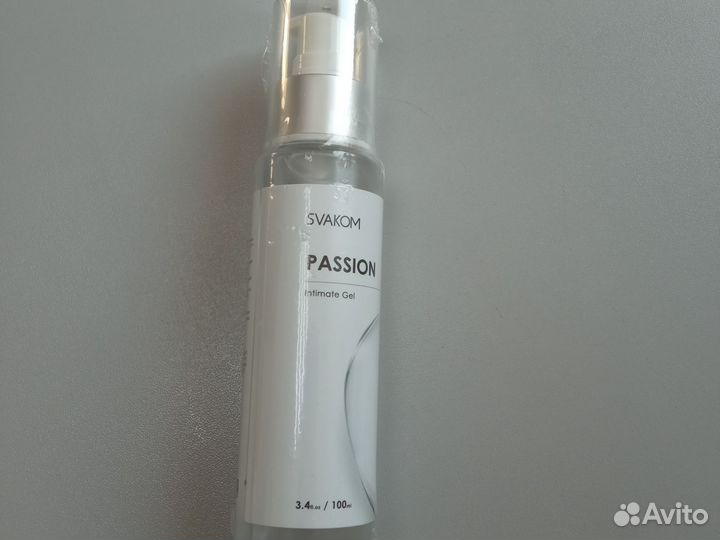 SVAKOM
PASSION
Intimate Gel
3.4fl.oz / 100ml
Avito